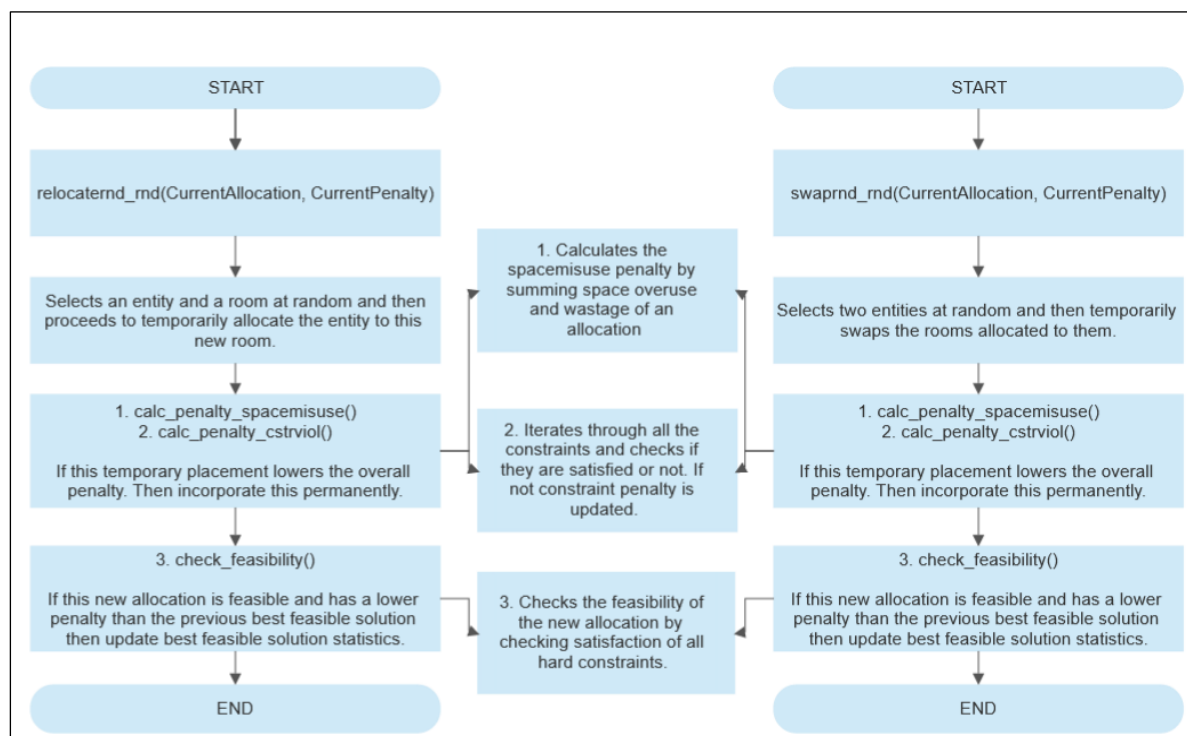 START
relocaternd_rnd(CurrentAllocation, CurrentPenalty)
Selects an entity and a room at random and then
proceeds to temporarily allocate the entity to this
new room.
1. calc_penalty_spacemisuse()
2. calc_penalty_cstrviol()
If this temporary placement lowers the overall
penalty. Then incorporate this permanently.
3. check_feasibility()
If this new allocation is feasible and has a lower
penalty than the previous best feasible solution
then update best feasible solution statistics.
END
1. Calculates the
spacemisuse penalty by
summing space overuse
and wastage of an
allocation
2. Iterates through all the
constraints and checks if
they are satisfied or not. If
not constraint penalty is
updated.
3. Checks the feasibility of
the new allocation by
checking satisfaction of all
hard constraints.
START
swaprnd_rnd(CurrentAllocation, CurrentPenalty)
Selects two entities at random and then temporarily
swaps the rooms allocated to them.
1. calc_penalty_spacemisuse()
2. calc_penalty_cstrviol()
If this temporary placement lowers the overall
penalty. Then incorporate this permanently.
3. check_feasibility()
If this new allocation is feasible and has a lower
penalty than the previous best feasible solution
then update best feasible solution statistics.
END